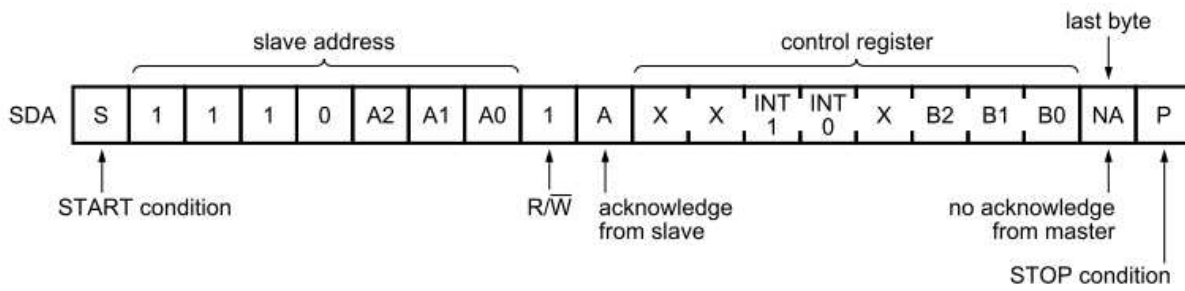 last byte
slave address control register
SDA S 1 1 1 0 A2 A1 A0 1 A X X INT 1 INT 0 X B2 B1 B0 NA P
START condition R/W̅ acknowledge from slave no acknowledge from master
STOP condition